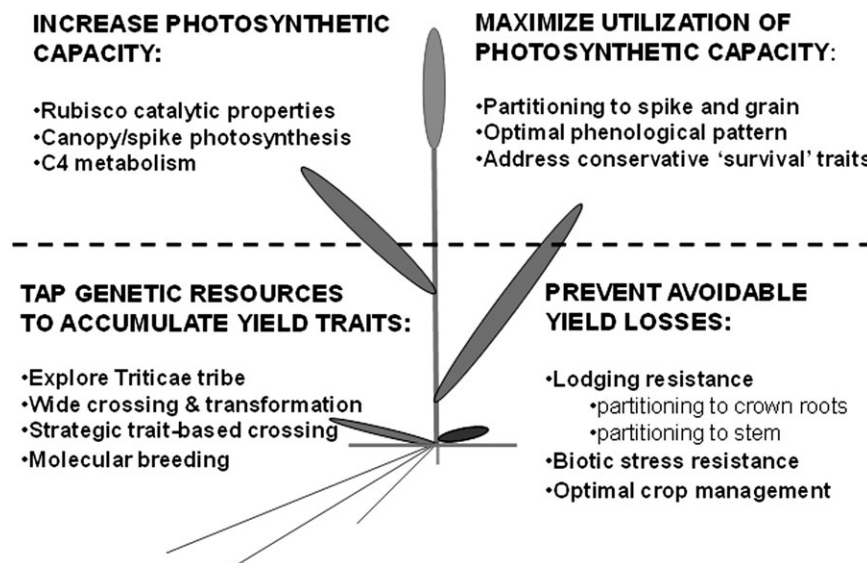 INCREASE PHOTOSYNTHETIC
CAPACITY:
•Rubisco catalytic properties
•Canopy/spike photosynthesis
•C4 metabolism
MAXIMIZE UTILIZATION OF
PHOTOSYNTHETIC CAPACITY:
•Partitioning to spike and grain
•Optimal phenological pattern
•Address conservative ‘survival’ traits
TAP GENETIC RESOURCES
TO ACCUMULATE YIELD TRAITS:
•Explore Triticae tribe
•Wide crossing & transformation
•Strategic trait-based crossing
•Molecular breeding
PREVENT AVOIDABLE
YIELD LOSSES:
•Lodging resistance
•partitioning to crown roots
•partitioning to stem
•Biotic stress resistance
•Optimal crop management